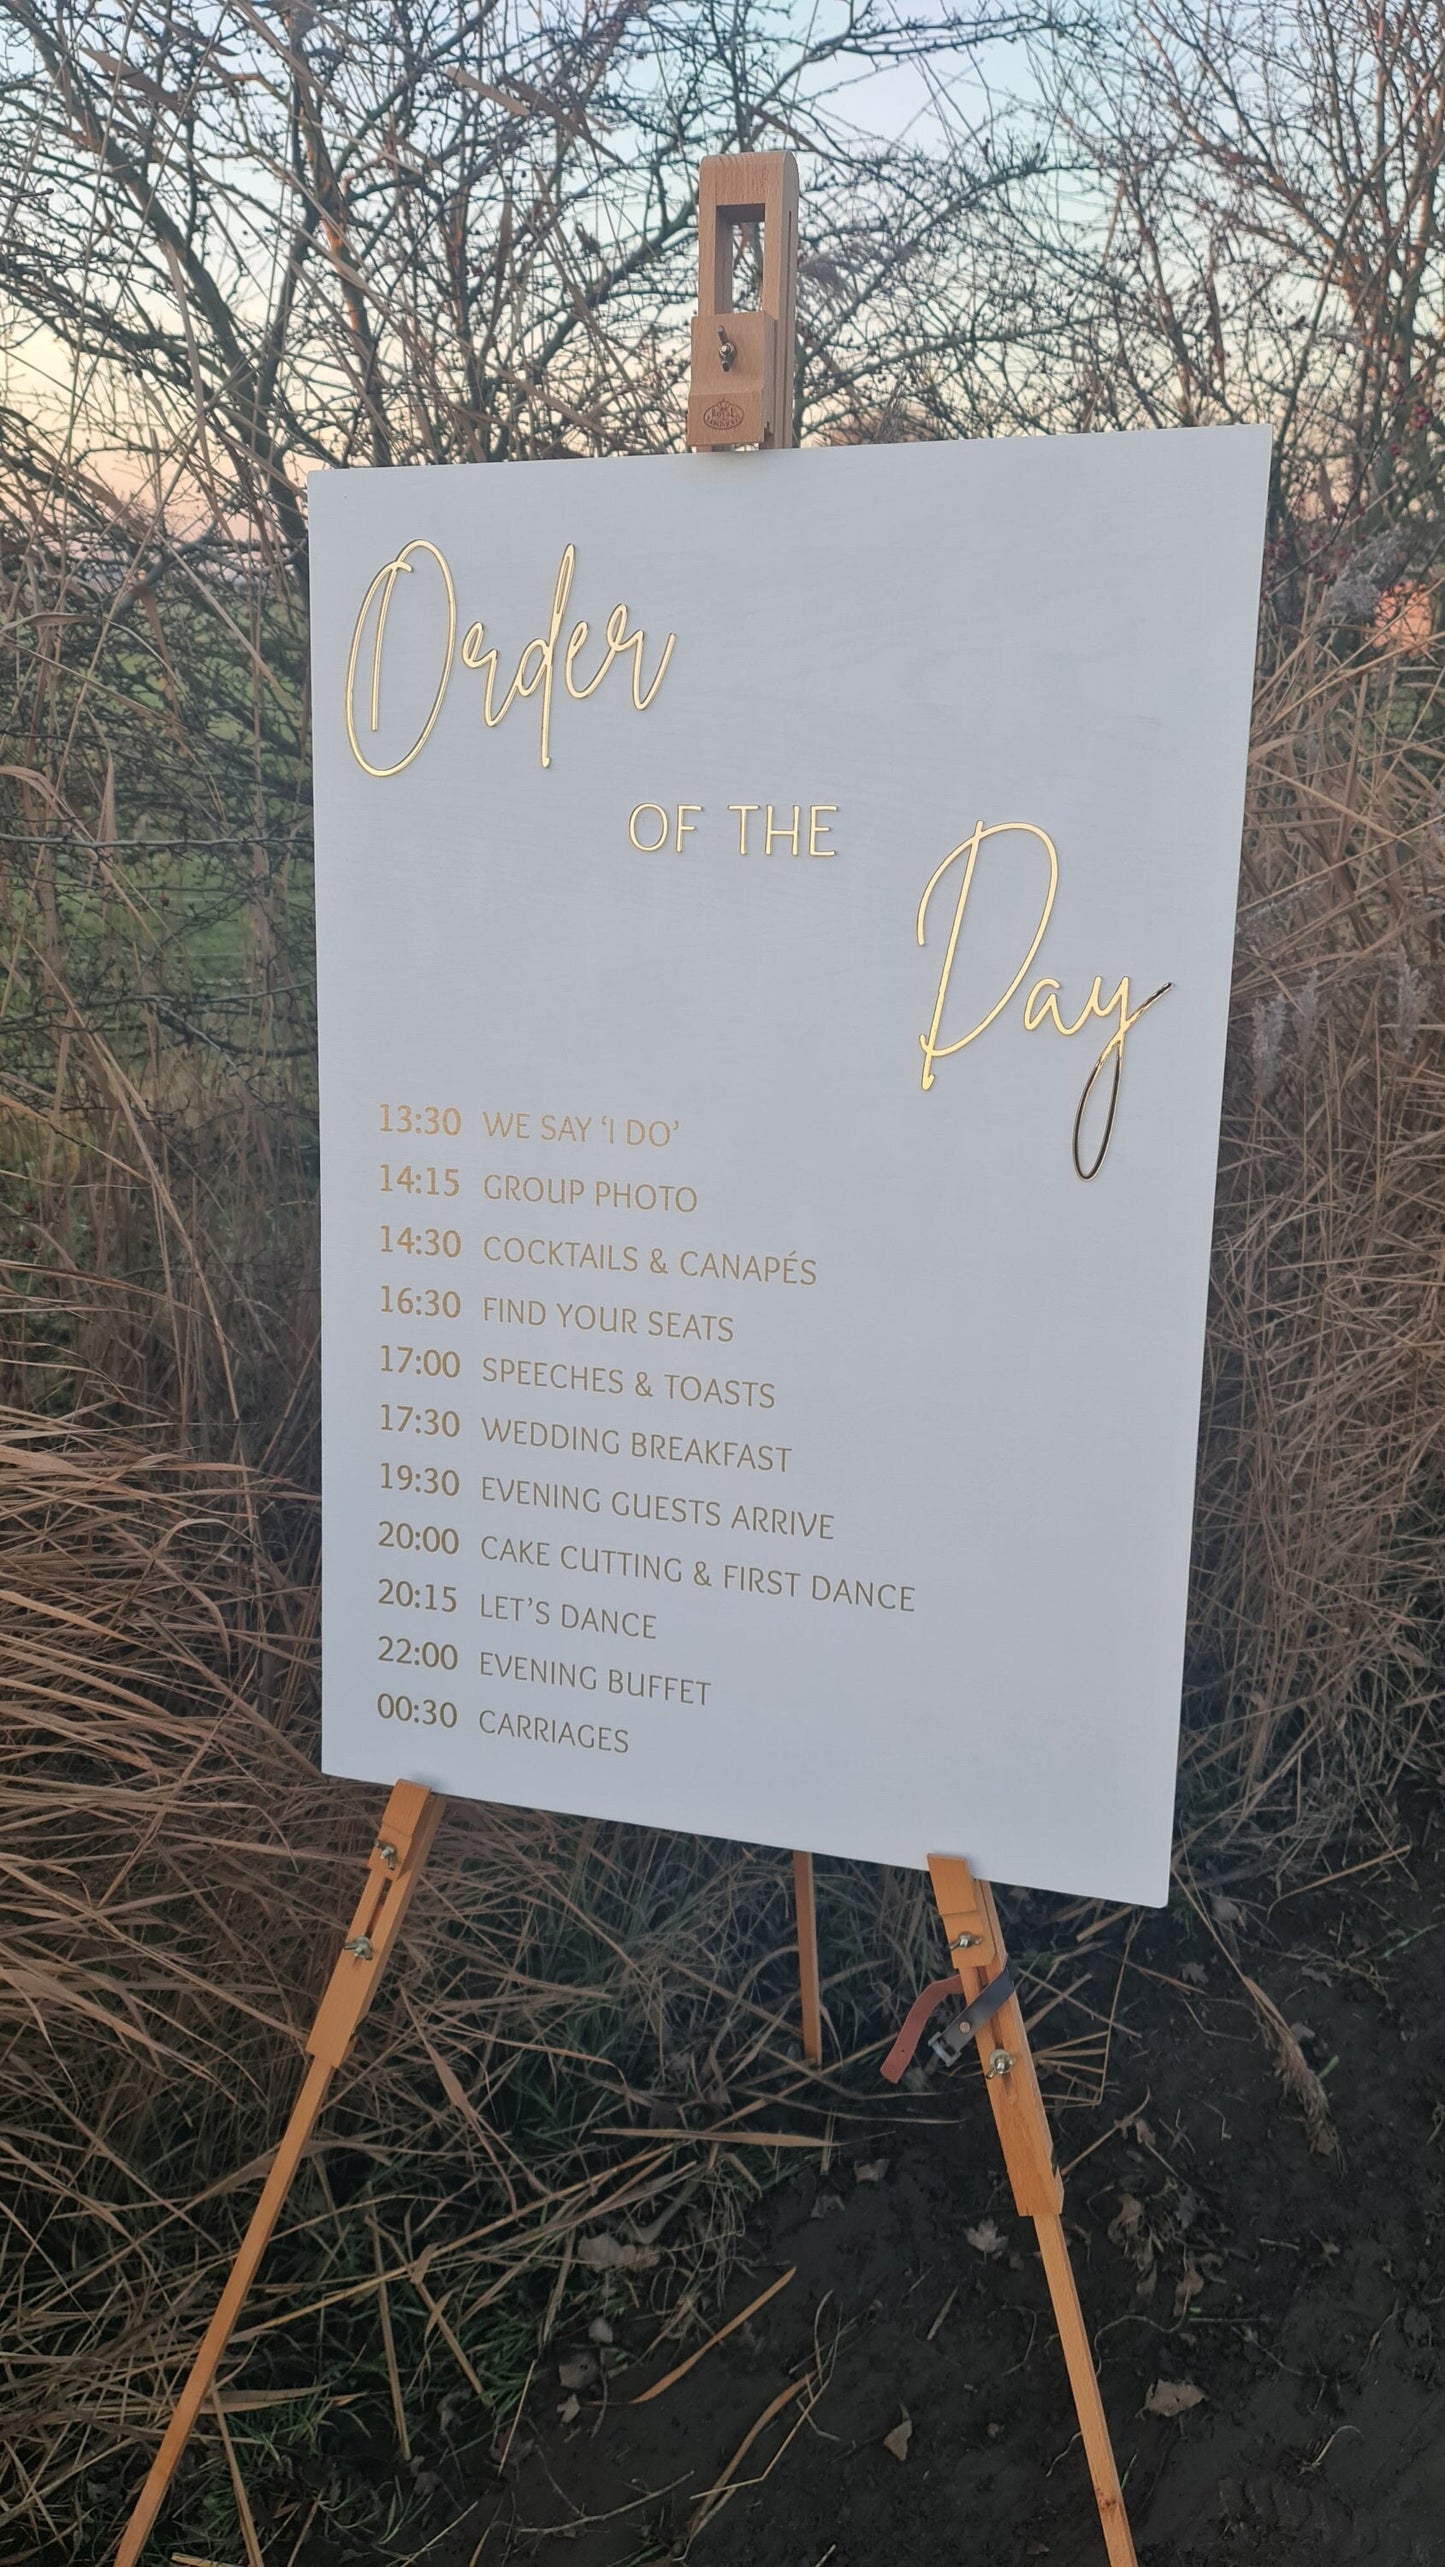 Order
OF THE
Day
13:30 WE SAY ‘I DO’
14:15 GROUP PHOTO
14:30 COCKTAILS & CANAPÉS
16:30 FIND YOUR SEATS
17:00 SPEECHES & TOASTS
17:30 WEDDING BREAKFAST
19:30 EVENING GUESTS ARRIVE
20:00 CAKE CUTTING & FIRST DANCE
20:15 LET’S DANCE
22:00 EVENING BUFFET
00:30 CARRIAGES